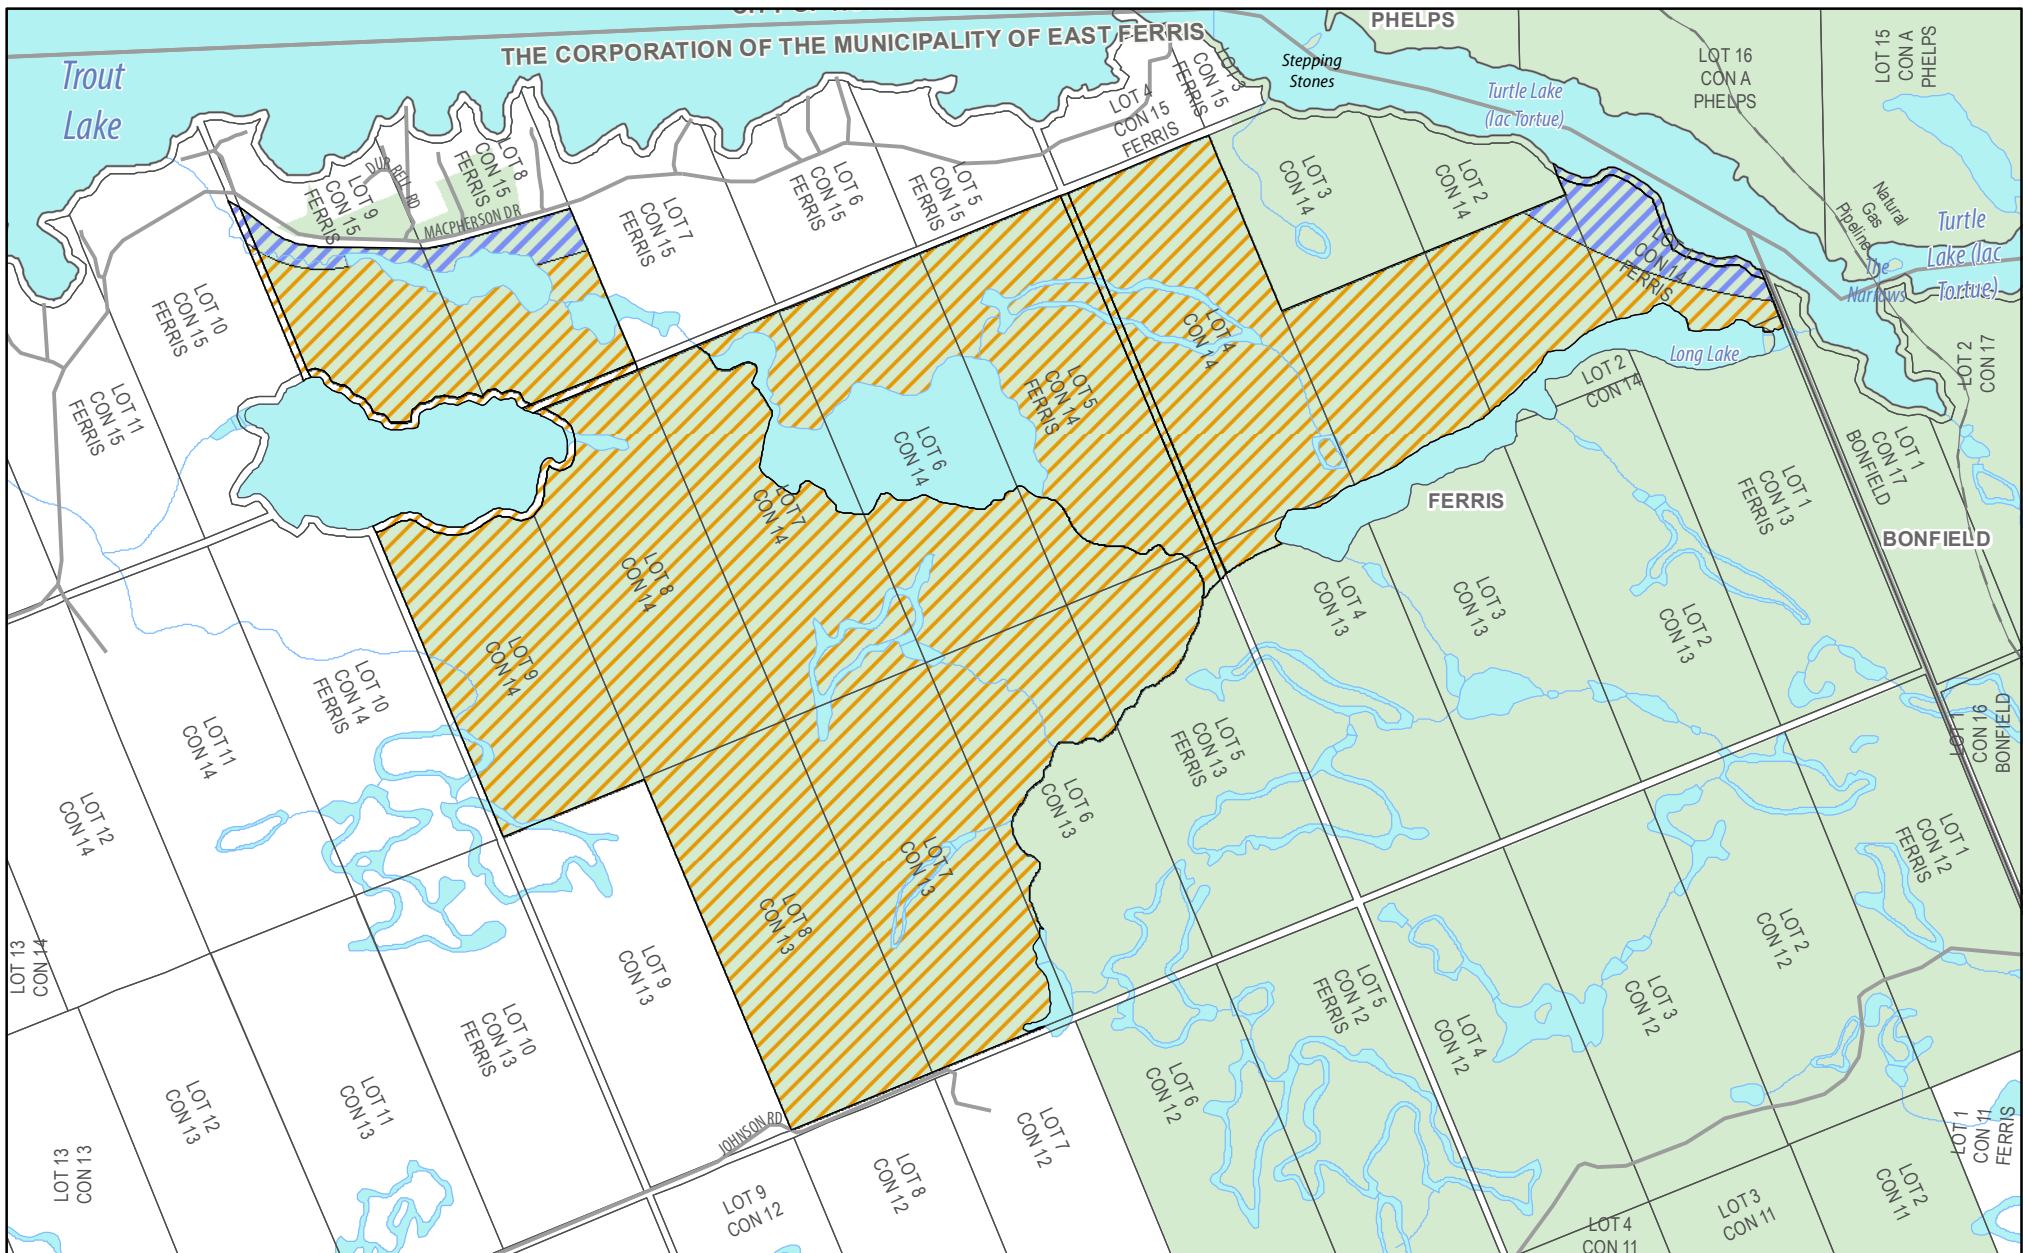 THE CORPORATION OF THE MUNICIPALITY OF EAST FERRIS
PHELPS
Trout
Lake
Stepping
Stones
Turtle Lake
(lac Tortue)
LOT 16
CON A
PHELPS
LOT 15
CON A
PHELPS
LOT 3
CON 15
FERRIS
LOT 4
CON 15
FERRIS
LOT 9
CON 15
FERRIS
DURRELL RD
LOT 8
CON 15
FERRIS
MACPHERSON DR
LOT 7
CON 15
FERRIS
LOT 6
CON 15
FERRIS
LOT 5
CON 15
FERRIS
LOT 3
CON 14
LOT 2
CON 14
CON 14
FERRIS
Natural
Gas
Pipeline
The
Narrows
Turtle
Lake (lac
Tortue)
LOT 10
CON 15
FERRIS
LOT 11
CON 15
FERRIS
LOT 4
CON 14
LOT 5
CON 14
FERRIS
LOT 6
CON 14
LOT 7
CON 14
LOT 8
CON 14
LOT 9
CON 14
Long Lake
LOT 2
CON 14
LOT 2
CON 17
LOT 1
CON 17
BONFIELD
FERRIS
BONFIELD
LOT 1
CON 13
FERRIS
LOT 2
CON 13
LOT 3
CON 13
LOT 4
CON 13
LOT 5
CON 13
FERRIS
LOT 6
CON 13
LOT 7
CON 13
LOT 8
CON 13
LOT 9
CON 13
LOT 10
CON 14
FERRIS
LOT 11
CON 14
LOT 12
CON 14
LOT 13
CON 14
LOT 1
CON 16
BONFIELD
LOT 1
CON 12
FERRIS
LOT 2
CON 12
LOT 3
CON 12
LOT 4
CON 12
LOT 5
CON 12
FERRIS
LOT 6
CON 12
LOT 7
CON 12
LOT 8
CON 12
LOT 9
CON 12
JOHNSON RD
LOT 10
CON 13
FERRIS
LOT 11
CON 13
LOT 12
CON 13
LOT 13
CON 13
LOT 1
CON 11
FERRIS
LOT 2
CON 11
LOT 3
CON 11
LOT 4
CON 11